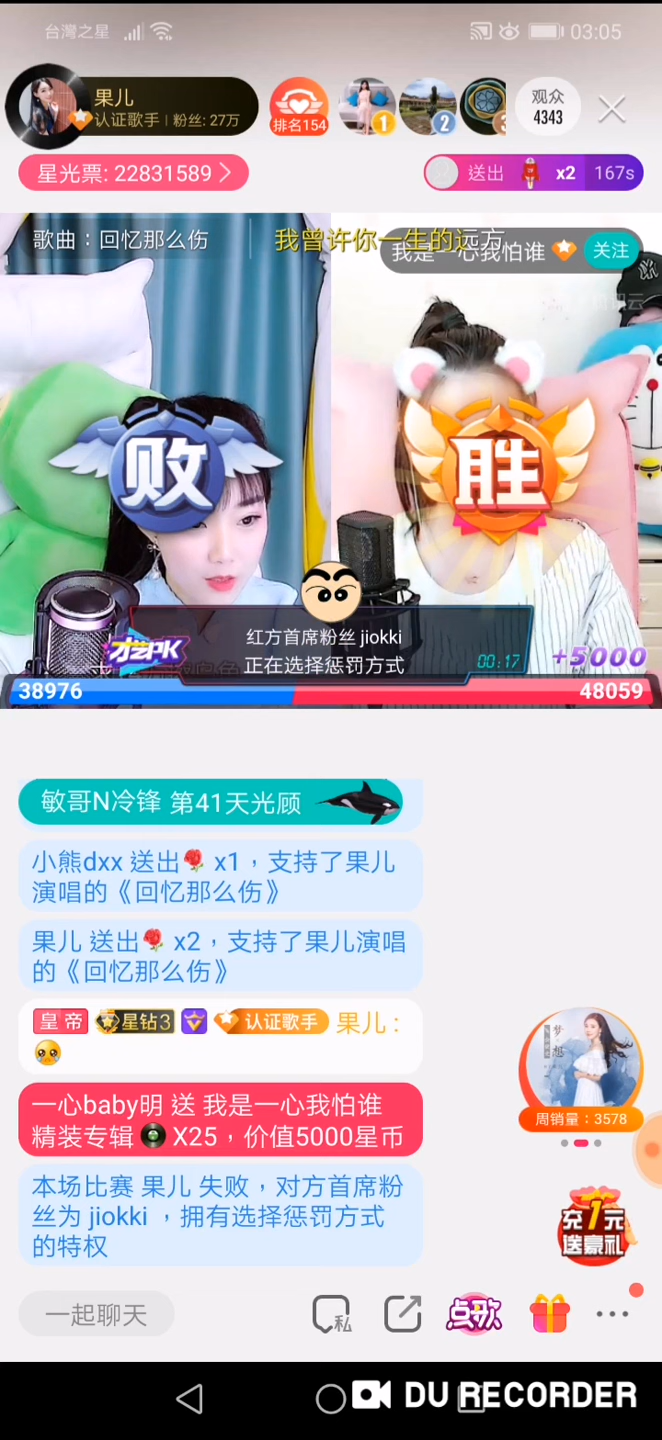 台灣之星
03:05
果儿
认证歌手 | 粉丝: 27万
排名154
1
2
3
观众
4343
星光票: 22831589
送出 x2 167s
歌曲：回忆那么伤
我曾许你一生的远方
我是一心我怕谁
关注
败
胜
红方首席粉丝 jiokki
正在选择惩罚方式
才艺PK
00:17
+5000
38976
48059
敏哥N冷锋 第41天光顾
小熊dxx 送出🌹 x1，支持了果儿
演唱的《回忆那么伤》
果儿 送出🌹 x2，支持了果儿演唱
的《回忆那么伤》
皇帝 星钻3 认证歌手 果儿：
😢
一心baby明 送 我是一心我怕谁
精装专辑 X25，价值5000星币
本场比赛 果儿 失败，对方首席粉
丝为 jiokki ，拥有选择惩罚方式
的特权
梦
想
周销量：3578
充1元
送豪礼
一起聊天
私
点歌
DU RECORDER